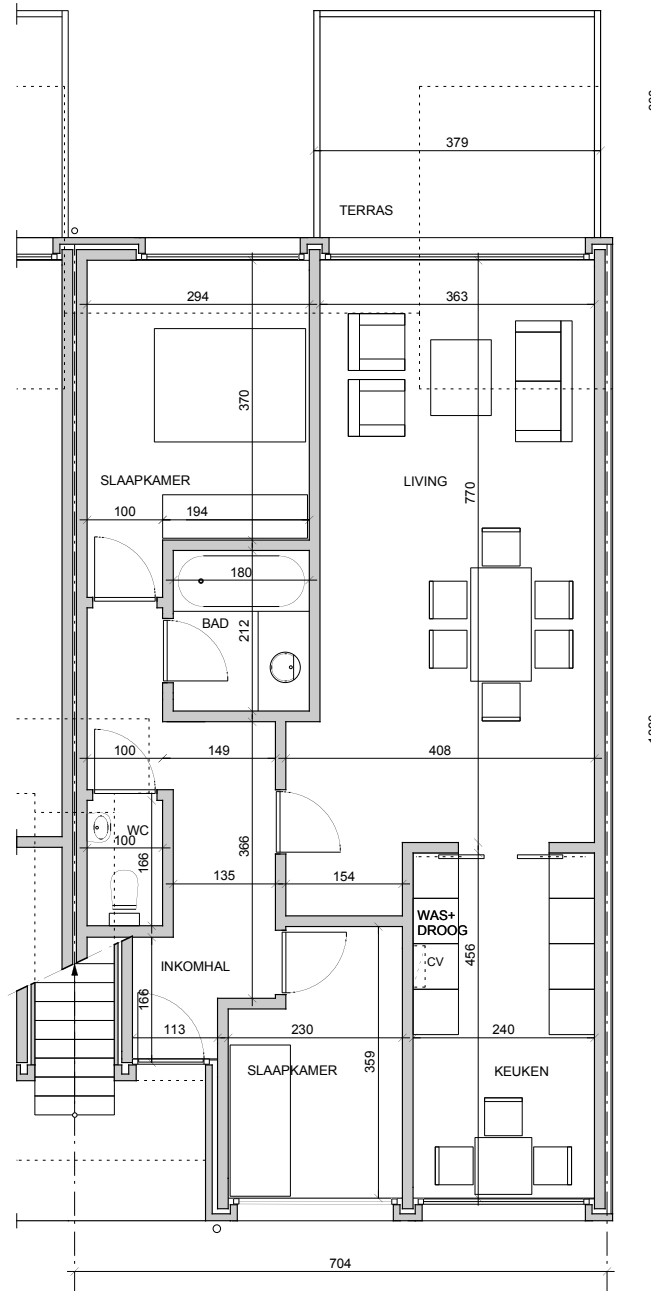 379
TERRAS
294
363
370
SLAAPKAMER
LIVING
770
100
194
180
BAD
212
100
149
408
WC
100
166
366
135
154
WAS+
DROOG
CV
456
INKOMHAL
166
113
230
240
SLAAPKAMER
359
KEUKEN
704